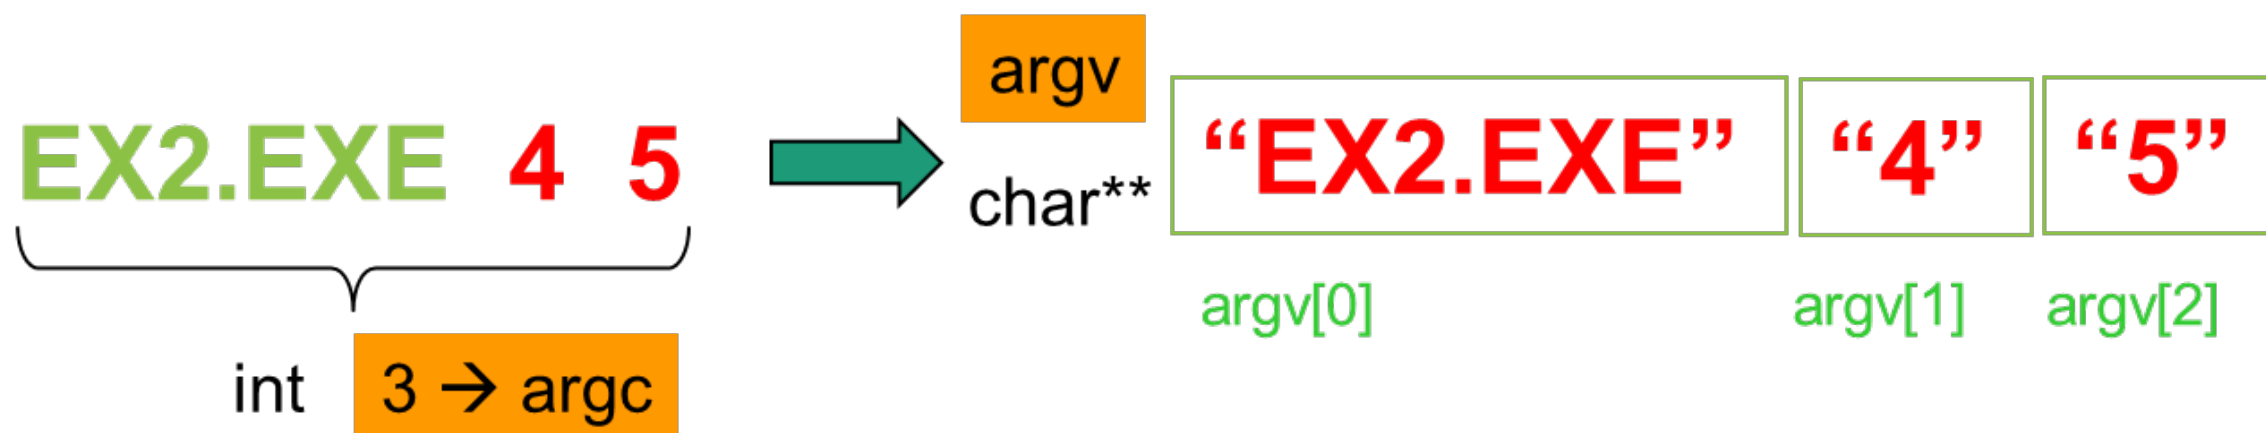 EX2.EXE 4 5
int 3 → argc
argv
char**
“EX2.EXE” “4” “5”
argv[0] argv[1] argv[2]